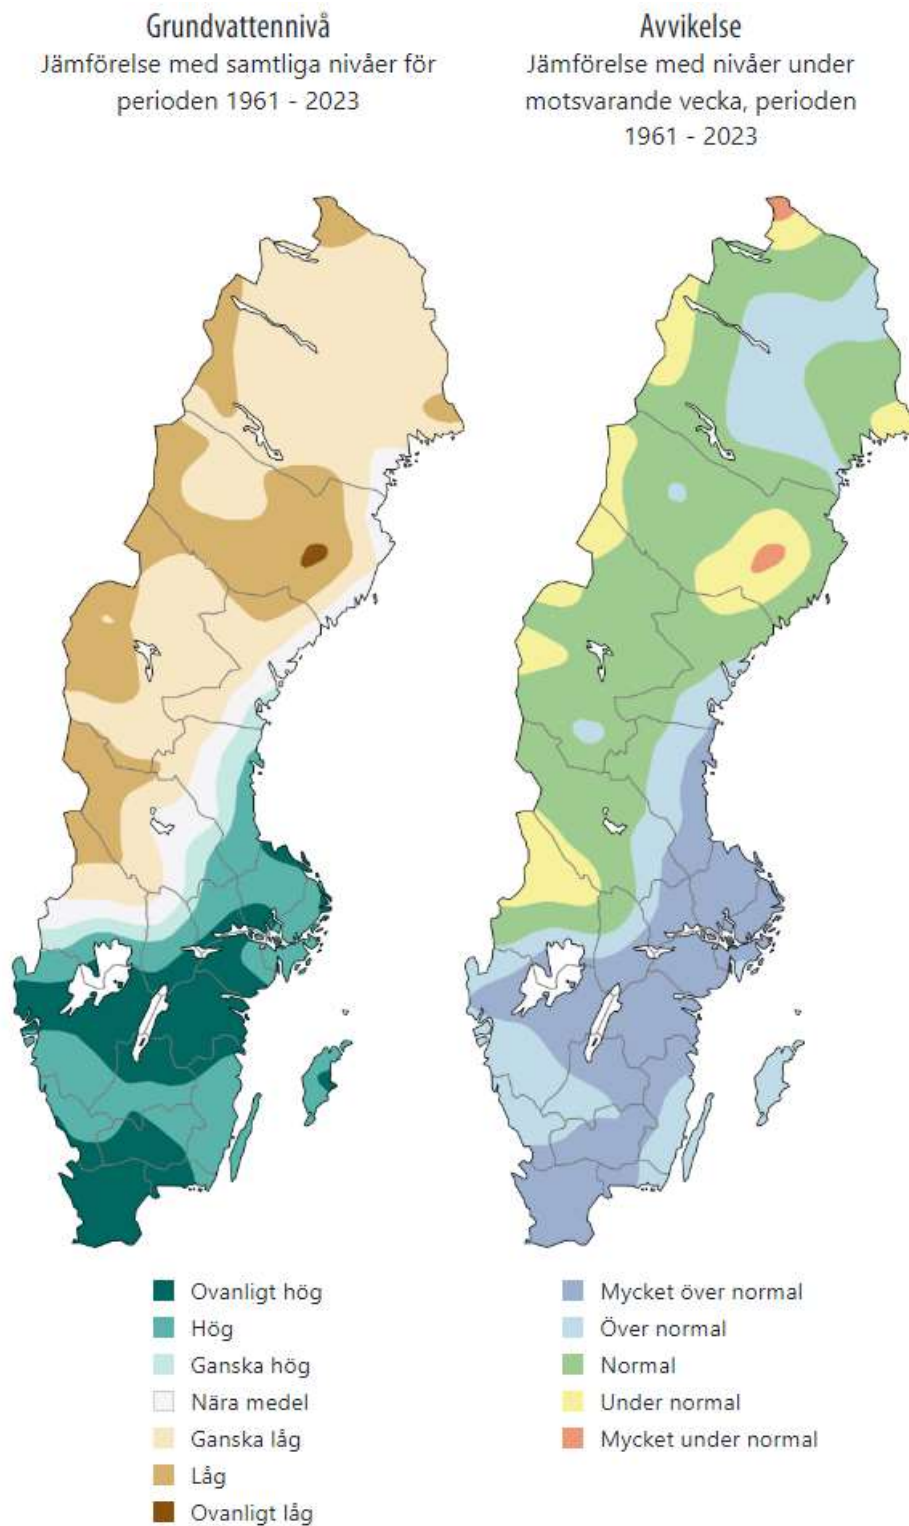 Grundvattennivå
Jämförelse med samtliga nivåer för
perioden 1961 - 2023
Avvikelse
Jämförelse med nivåer under
motsvarande vecka, perioden
1961 - 2023
Ovanligt hög
Hög
Ganska hög
Nära medel
Ganska låg
Låg
Ovanligt låg
Mycket över normal
Över normal
Normal
Under normal
Mycket under normal